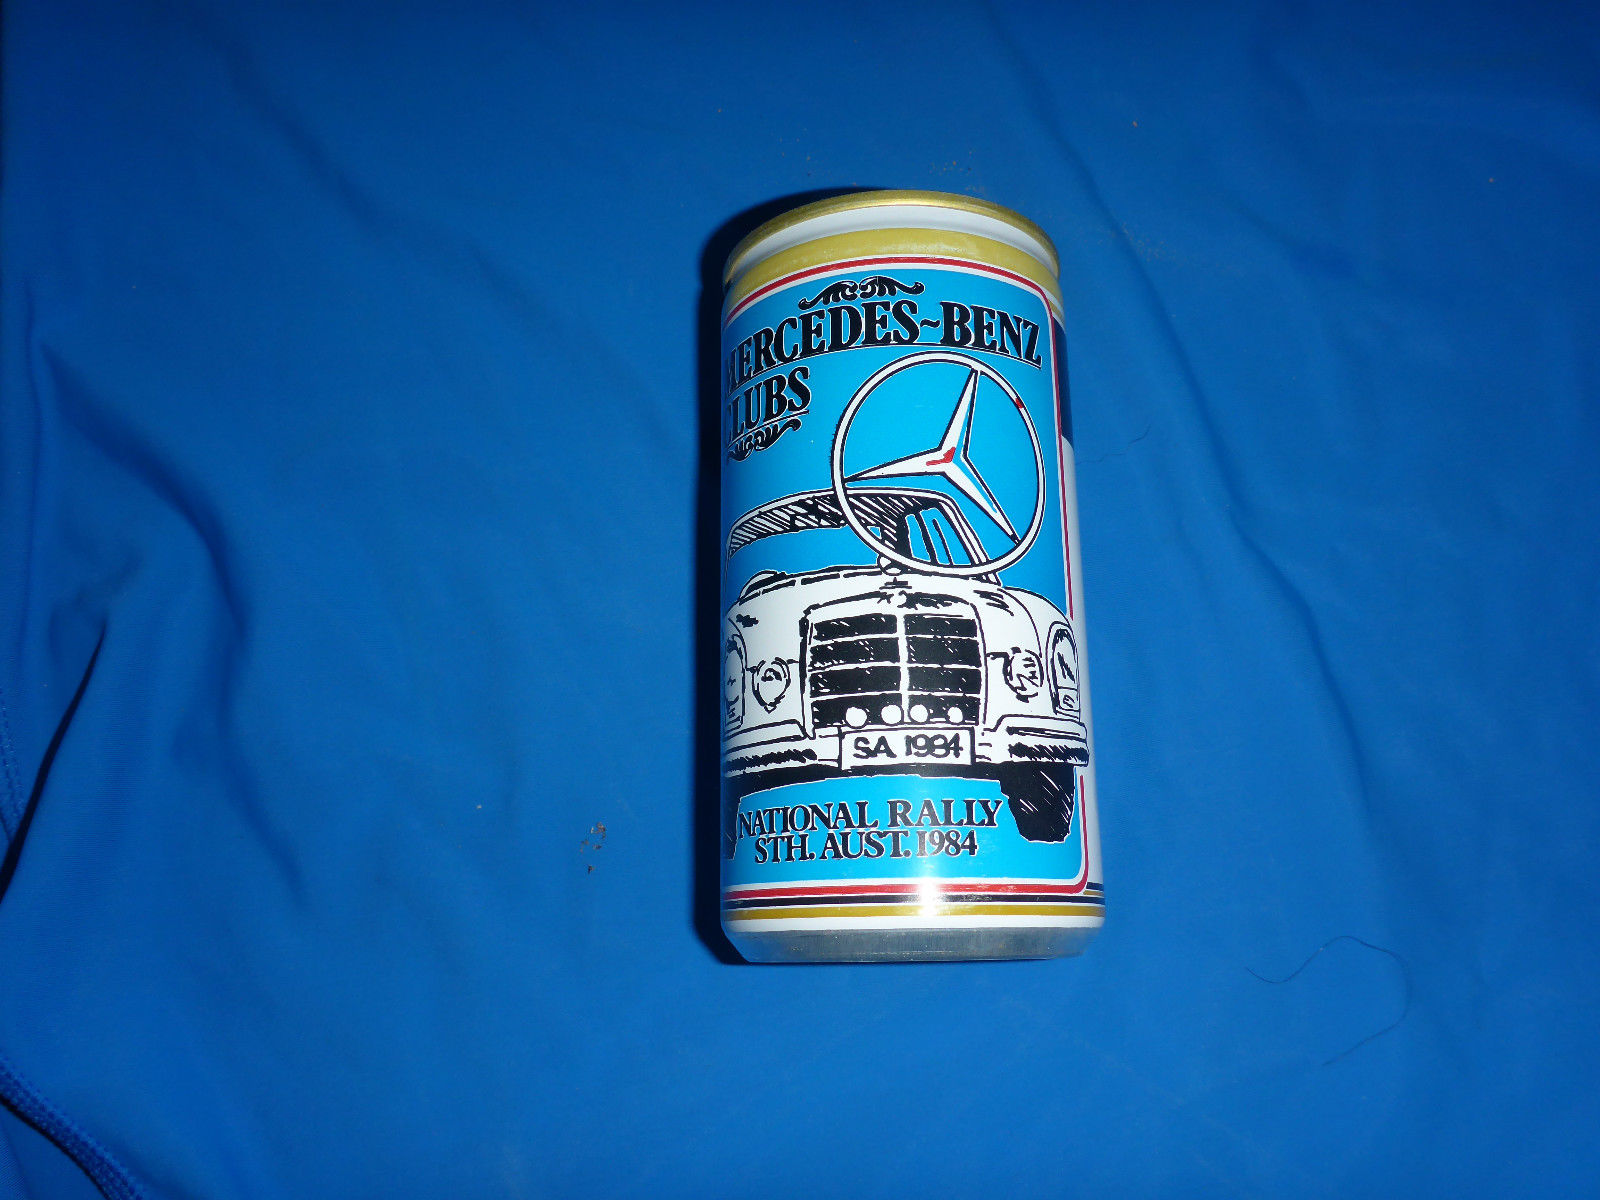 MERCEDES~BENZ
CLUBS
SA 1984
NATIONAL RALLY
STH. AUST. 1984